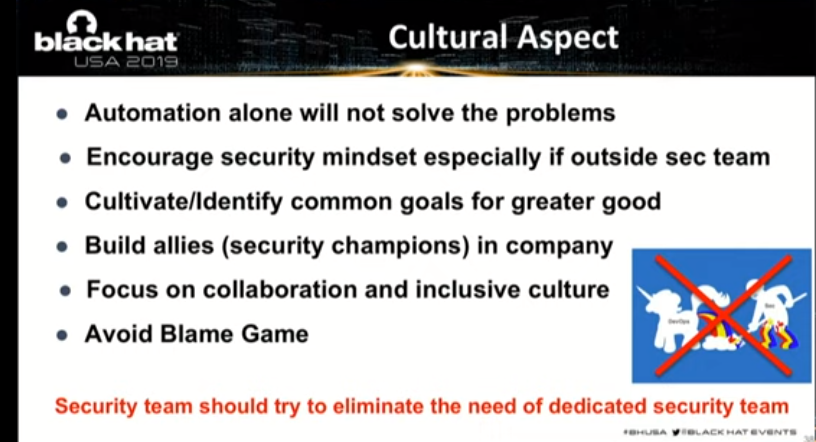 black hat
USA 2019
Cultural Aspect
Automation alone will not solve the problems
Encourage security mindset especially if outside sec team
Cultivate/Identify common goals for greater good
Build allies (security champions) in company
Focus on collaboration and inclusive culture
Avoid Blame Game
DevOps
Sec
Security team should try to eliminate the need of dedicated security team
#BHUSA @BLACK HAT EVENTS